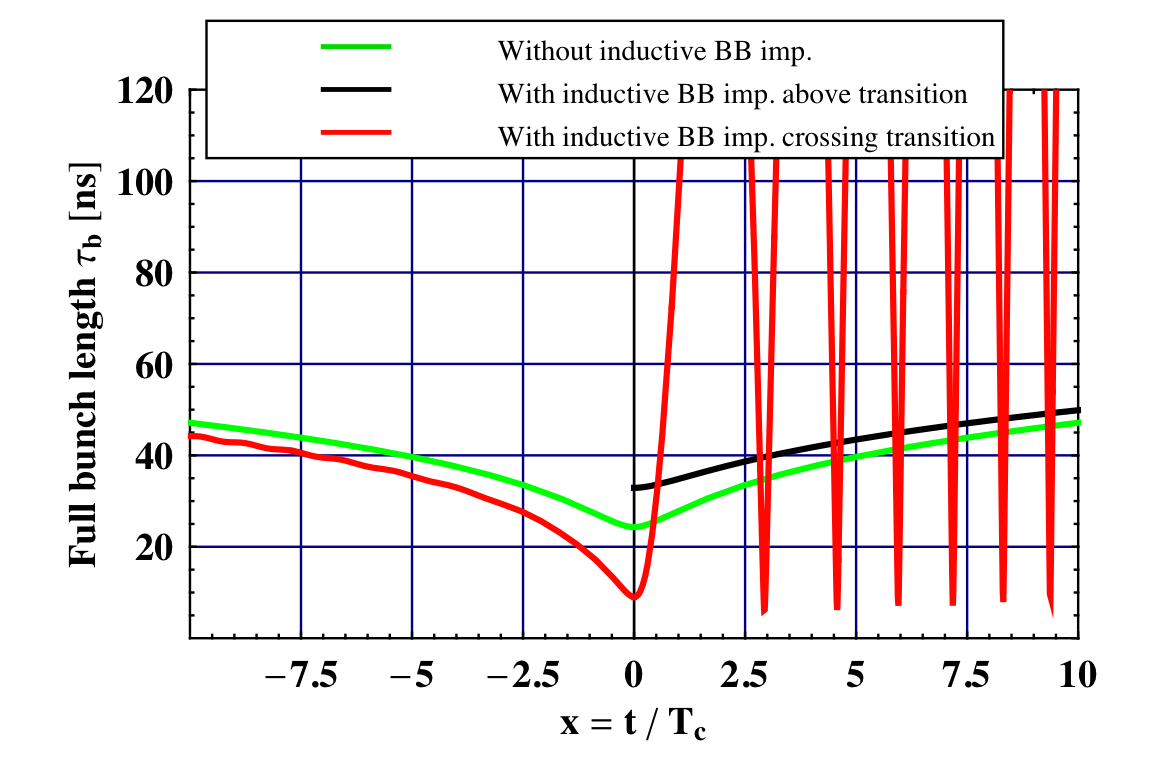 Without inductive BB imp.
With inductive BB imp. above transition
With inductive BB imp. crossing transition
120
100
80
60
40
20
Full bunch length τb [ns]
−7.5 −5 −2.5 0 2.5 5 7.5 10
x = t / Tc